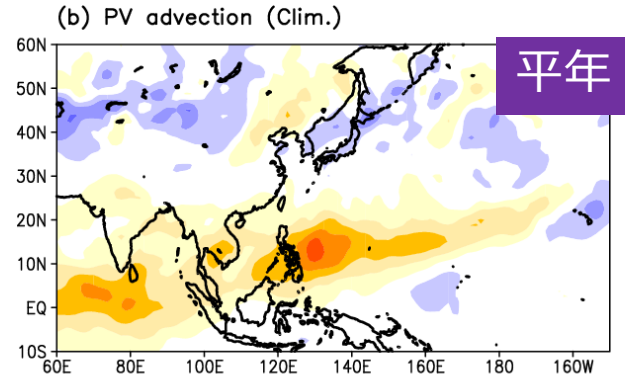 (b) PV advection (Clim.)
平年
60N
50N
40N
30N
20N
10N
EQ
10S
60E 80E 100E 120E 140E 160E 180 160W